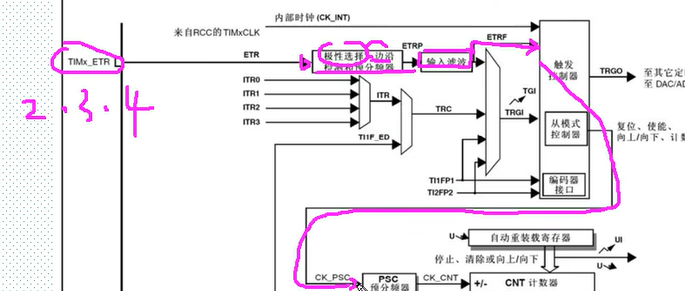 内部时钟 (CK_INT)
来自RCC的TIMxCLK
ETRF
TIMx_ETR
ETR
极性选择、边沿
检测和预分频器
ETRP
输入滤波
触发
控制器
TRGO
至其它定
至 DAC/AD
ITR0
ITR1
ITR2
ITR3
ITR
TRC
TGI
TRGI
2.3.4
从模式
控制器
复位、使能、
向上/向下、计数
TI1F_ED
TI1FP1
TI2FP2
编码器
接口
U
自动重装载寄存器
UI
停止、清除或向上/向下
U
CK_PSC
PSC
预分频器
CK_CNT
+/-
CNT 计数器